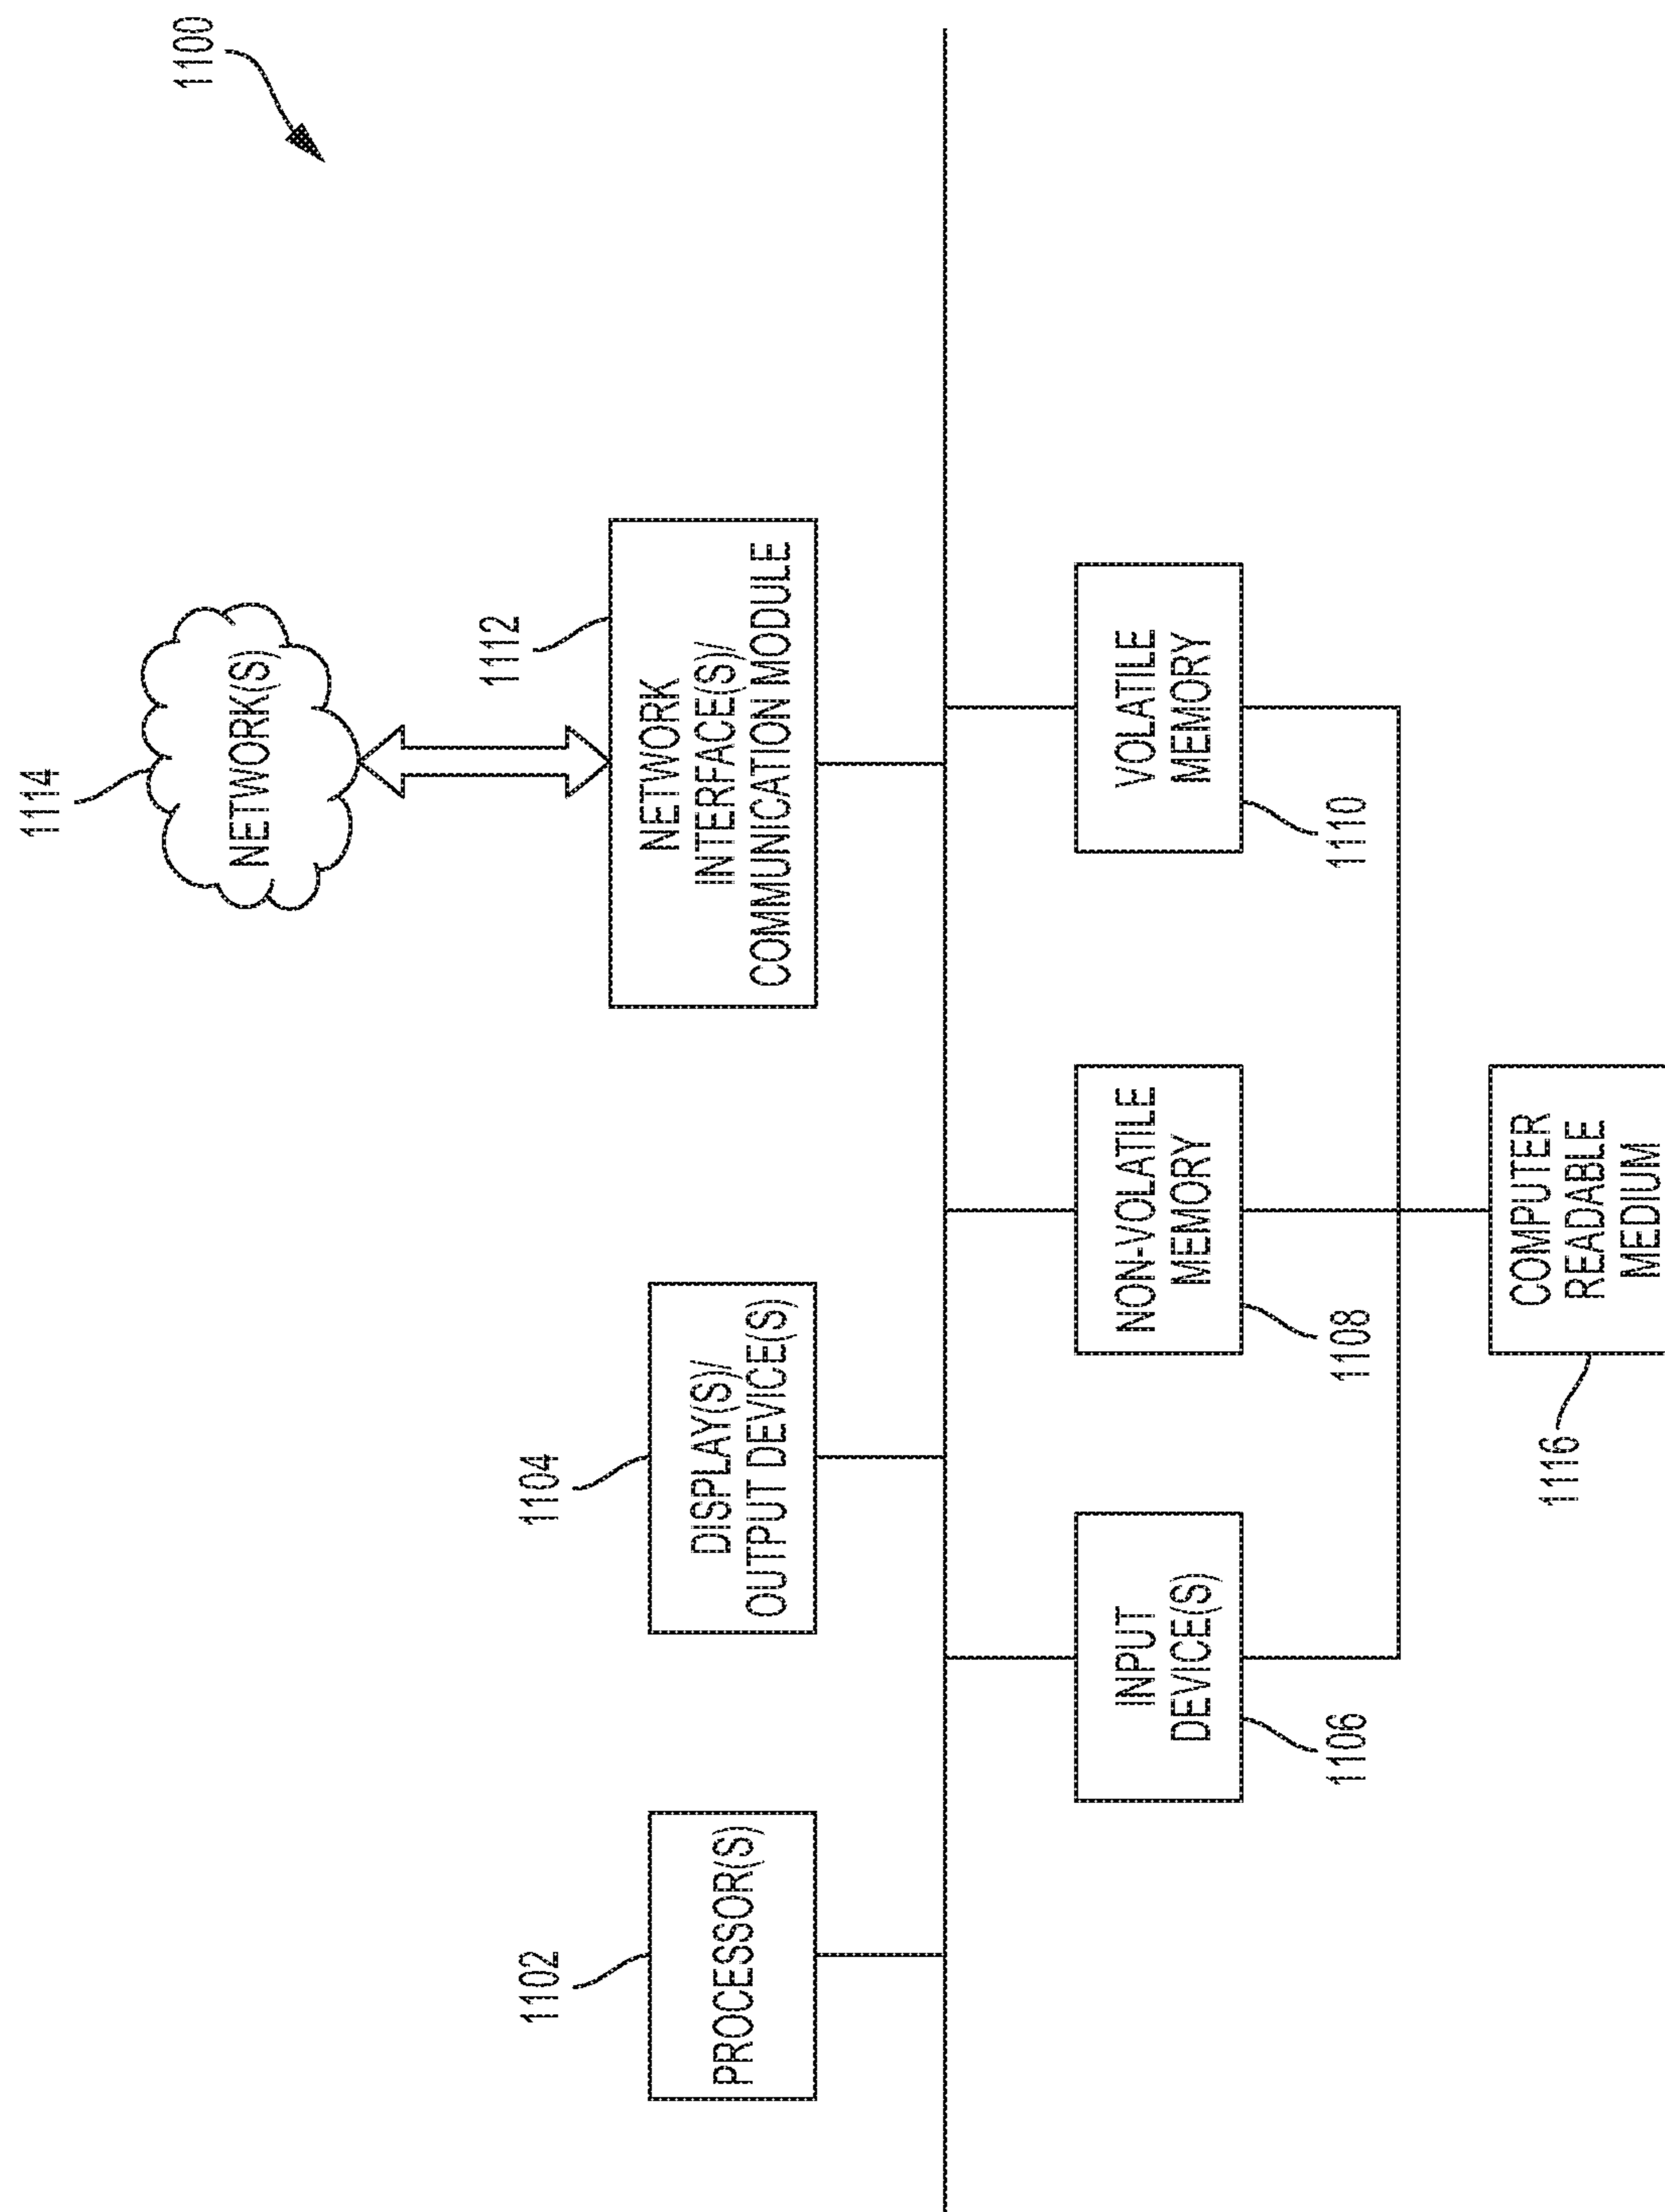 1100
1114
NETWORK(S)
1112
NETWORK
INTERFACE(S)/
COMMUNICATION MODULE
1104
DISPLAY(S)/
OUTPUT DEVICE(S)
1102
PROCESSOR(S)
INPUT
DEVICE(S)
1106
NON-VOLATILE
MEMORY
1108
VOLATILE
MEMORY
1110
COMPUTER
READABLE
MEDIUM
1116